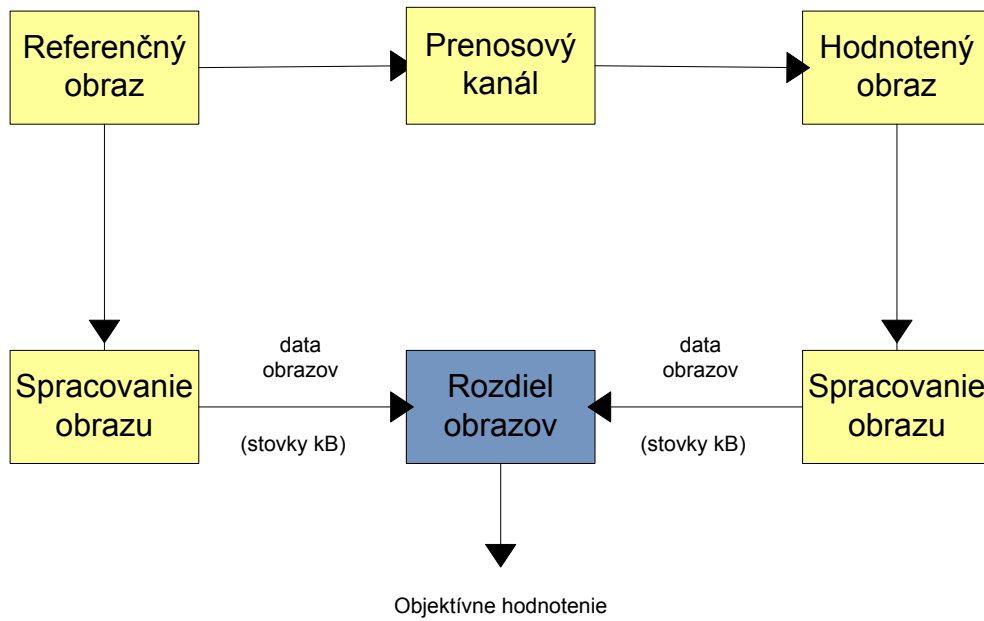 Referenčný
obraz
Prenosový
kanál
Hodnotený
obraz
Spracovanie
obrazu
data
obrazov
(stovky kB)
Rozdiel
obrazov
data
obrazov
(stovky kB)
Spracovanie
obrazu
Objektívne hodnotenie